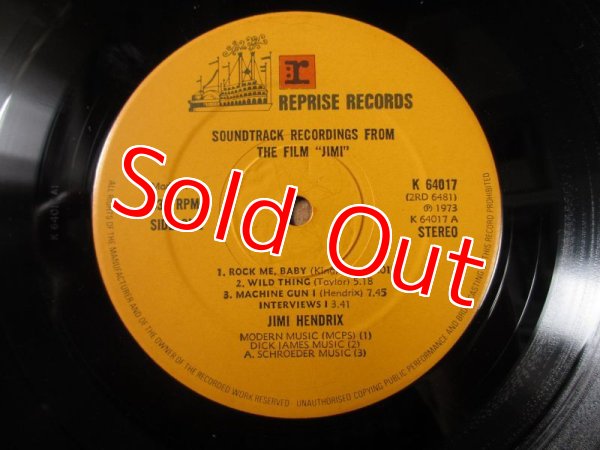 r
REPRISE RECORDS
SOUNDTRACK RECORDINGS FROM
THE FILM "JIMI"
K 64017
(2RD 6481)
℗ 1973
K 64017 A
STEREO
RPM
Sold Out
1. ROCK ME, BABY
2. WILD THING (Taylor) 5.18
3. MACHINE GUN I (Hendrix) 7.45
INTERVIEWS I 3.41
JIMI HENDRIX
MODERN MUSIC (MCPS) (1)
DICK JAMES MUSIC (2)
A. SCHROEDER MUSIC (3)
ALL RIGHTS OF THE MANUFACTURER AND OF THE OWNER OF THE RECORDED WORK RESERVED · UNAUTHORISED COPYING PUBLIC PERFORMANCE AND BROADCASTING OF THIS RECORD PROHIBITED